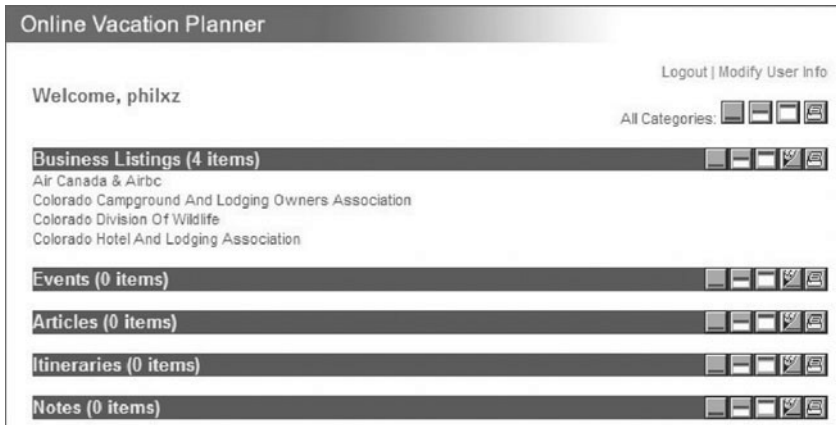 Online Vacation Planner
Logout | Modify User Info
Welcome, philxz
All Categories:
Business Listings (4 items)
Air Canada & Airbc
Colorado Campground And Lodging Owners Association
Colorado Division Of Wildlife
Colorado Hotel And Lodging Association
Events (0 items)
Articles (0 items)
Itineraries (0 items)
Notes (0 items)